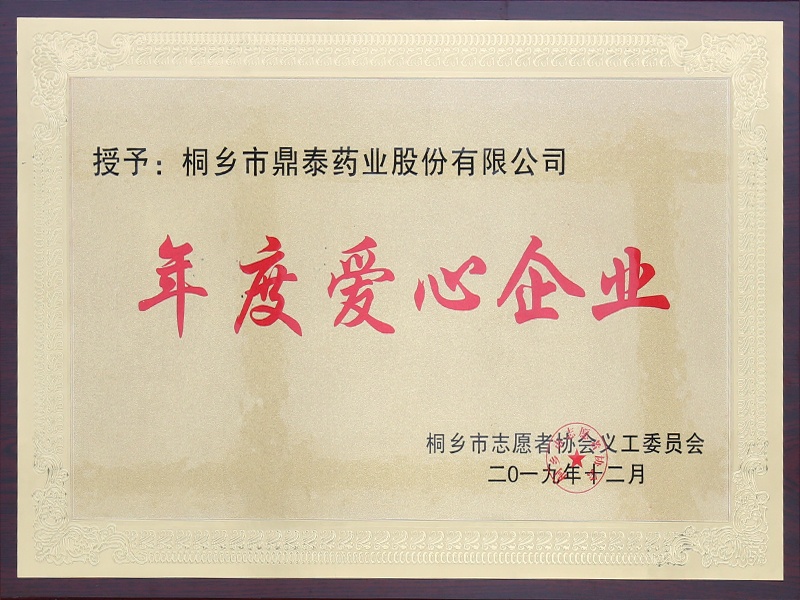 授予：桐乡市鼎泰药业股份有限公司
年度爱心企业
桐乡市志愿者协会义工委员会
二0一九年十二月